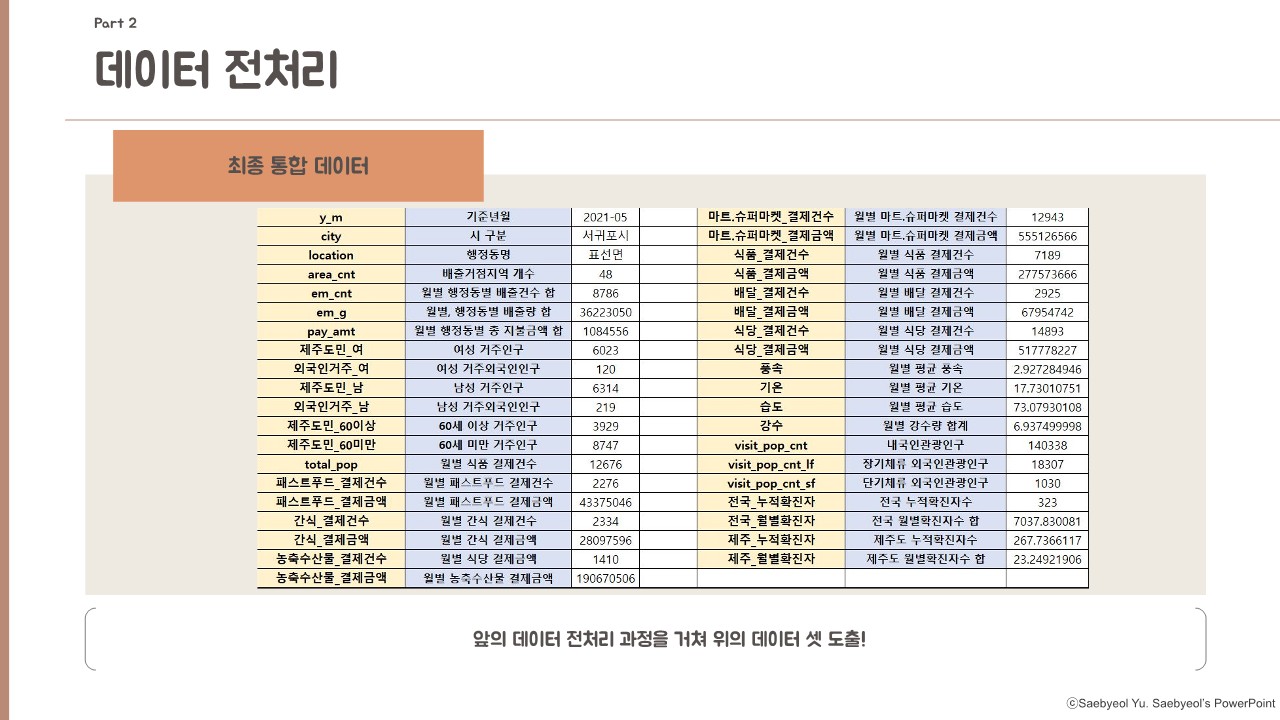 Part 2
데이터 전처리
최종 통합 데이터
y_m 기준년월 2021-05 마트.슈퍼마켓_결제건수 월별 마트.슈퍼마켓 결제건수 12943
city 시 구분 서귀포시 마트.슈퍼마켓_결제금액 월별 마트.슈퍼마켓 결제금액 555126566
location 행정동명 표선면 식품_결제건수 월별 식품 결제건수 7189
area_cnt 배출거점지역 개수 48 식품_결제금액 월별 식품 결제금액 277573666
em_cnt 월별 행정동별 배출건수 합 8786 배달_결제건수 월별 배달 결제건수 2925
em_g 월별, 행정동별 배출량 합 36223050 배달_결제금액 월별 배달 결제금액 67954742
pay_amt 월별 행정동별 총 지불금액 합 1084556 식당_결제건수 월별 식당 결제건수 14893
제주도민_여 여성 거주인구 6023 식당_결제금액 월별 식당 결제금액 517778227
외국인거주_여 여성 거주외국인인구 120 풍속 월별 평균 풍속 2.927284946
제주도민_남 남성 거주인구 6314 기온 월별 평균 기온 17.73010751
외국인거주_남 남성 거주외국인인구 219 습도 월별 평균 습도 73.07930108
제주도민_60이상 60세 이상 거주인구 3929 강수 월별 강수량 합계 6.937499998
제주도민_60미만 60세 미만 거주인구 8747 visit_pop_cnt 내국인관광인구 140338
total_pop 월별 식품 결제건수 12676 visit_pop_cnt_lf 장기체류 외국인관광인구 18307
패스트푸드_결제건수 월별 패스트푸드 결제건수 2276 visit_pop_cnt_sf 단기체류 외국인관광인구 1030
패스트푸드_결제금액 월별 패스트푸드 결제금액 43375046 전국_누적확진자 전국 누적확진자수 323
간식_결제건수 월별 간식 결제건수 2334 전국_월별확진자 전국 월별확진자수 합 7037.830081
간식_결제금액 월별 간식 결제금액 28097596 제주_누적확진자 제주도 누적확진자수 267.7366117
농축수산물_결제건수 월별 식당 결제금액 1410 제주_월별확진자 제주도 월별확진자수 합 23.24921906
농축수산물_결제금액 월별 농축수산물 결제금액 190670506
앞의 데이터 전처리 과정을 거쳐 위의 데이터 셋 도출!
ⓒSaebyeol Yu. Saebyeol's PowerPoint